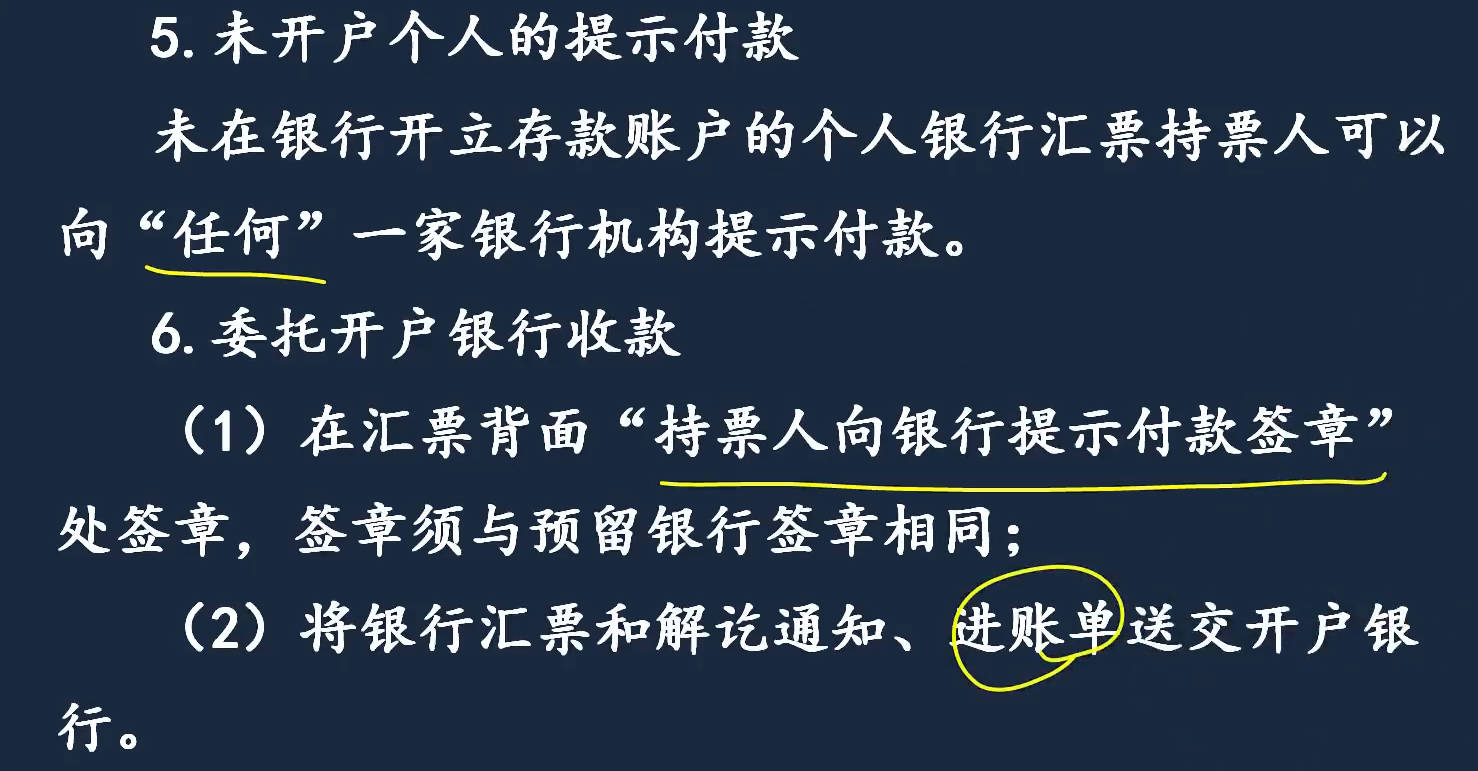 5. 未开户个人的提示付款
未在银行开立存款账户的个人银行汇票持票人可以
向“任何”一家银行机构提示付款。
6. 委托开户银行收款
（1）在汇票背面“持票人向银行提示付款签章”
处签章，签章须与预留银行签章相同；
（2）将银行汇票和解讫通知、进账单送交开户银
行。